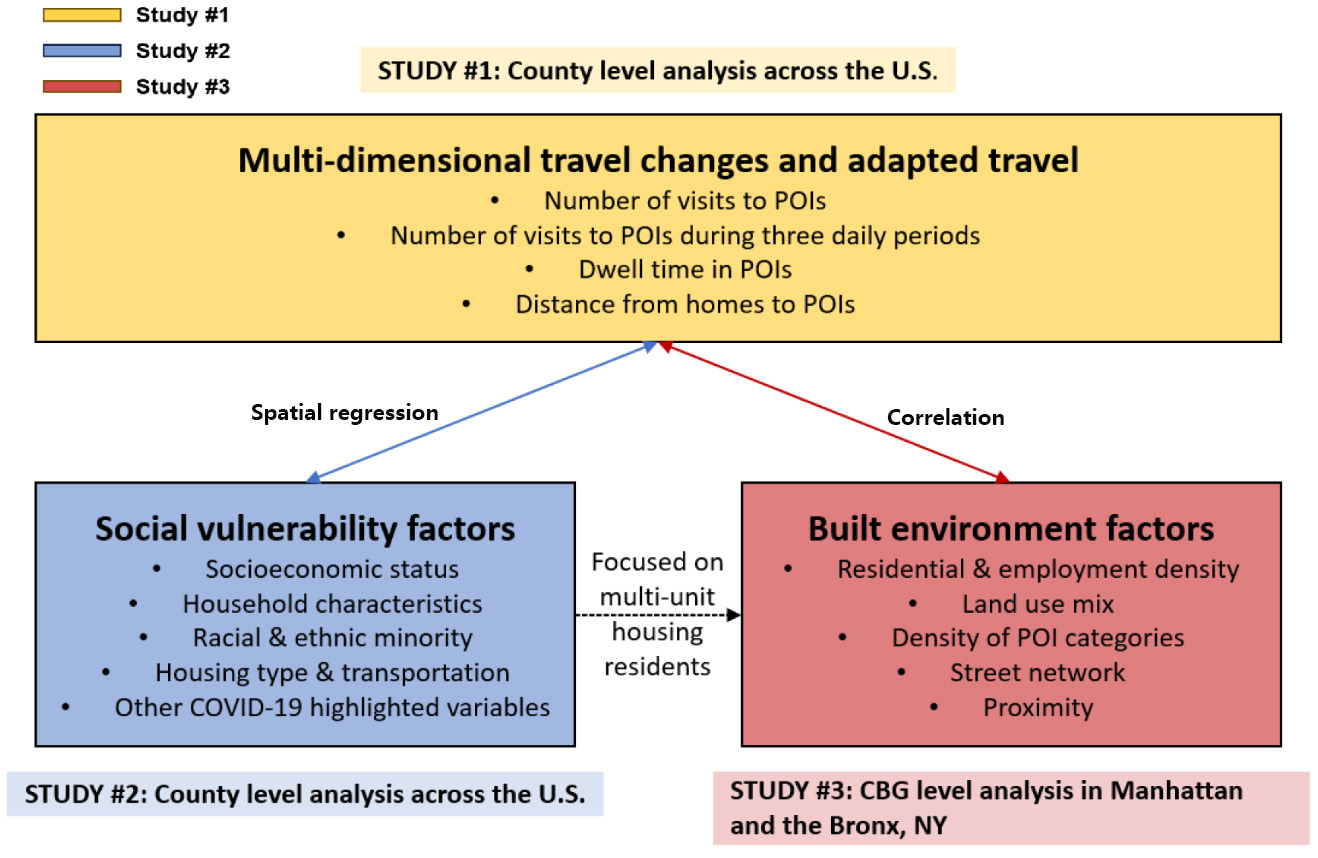 Study #1
Study #2
Study #3
STUDY #1: County level analysis across the U.S.
Multi-dimensional travel changes and adapted travel
• Number of visits to POIs
• Number of visits to POIs during three daily periods
• Dwell time in POIs
• Distance from homes to POIs
Spatial regression
Correlation
Social vulnerability factors
• Socioeconomic status
• Household characteristics
• Racial & ethnic minority
• Housing type & transportation
• Other COVID-19 highlighted variables
Focused on
multi-unit
housing
residents
Built environment factors
• Residential & employment density
• Land use mix
• Density of POI categories
• Street network
• Proximity
STUDY #2: County level analysis across the U.S.
STUDY #3: CBG level analysis in Manhattan
and the Bronx, NY